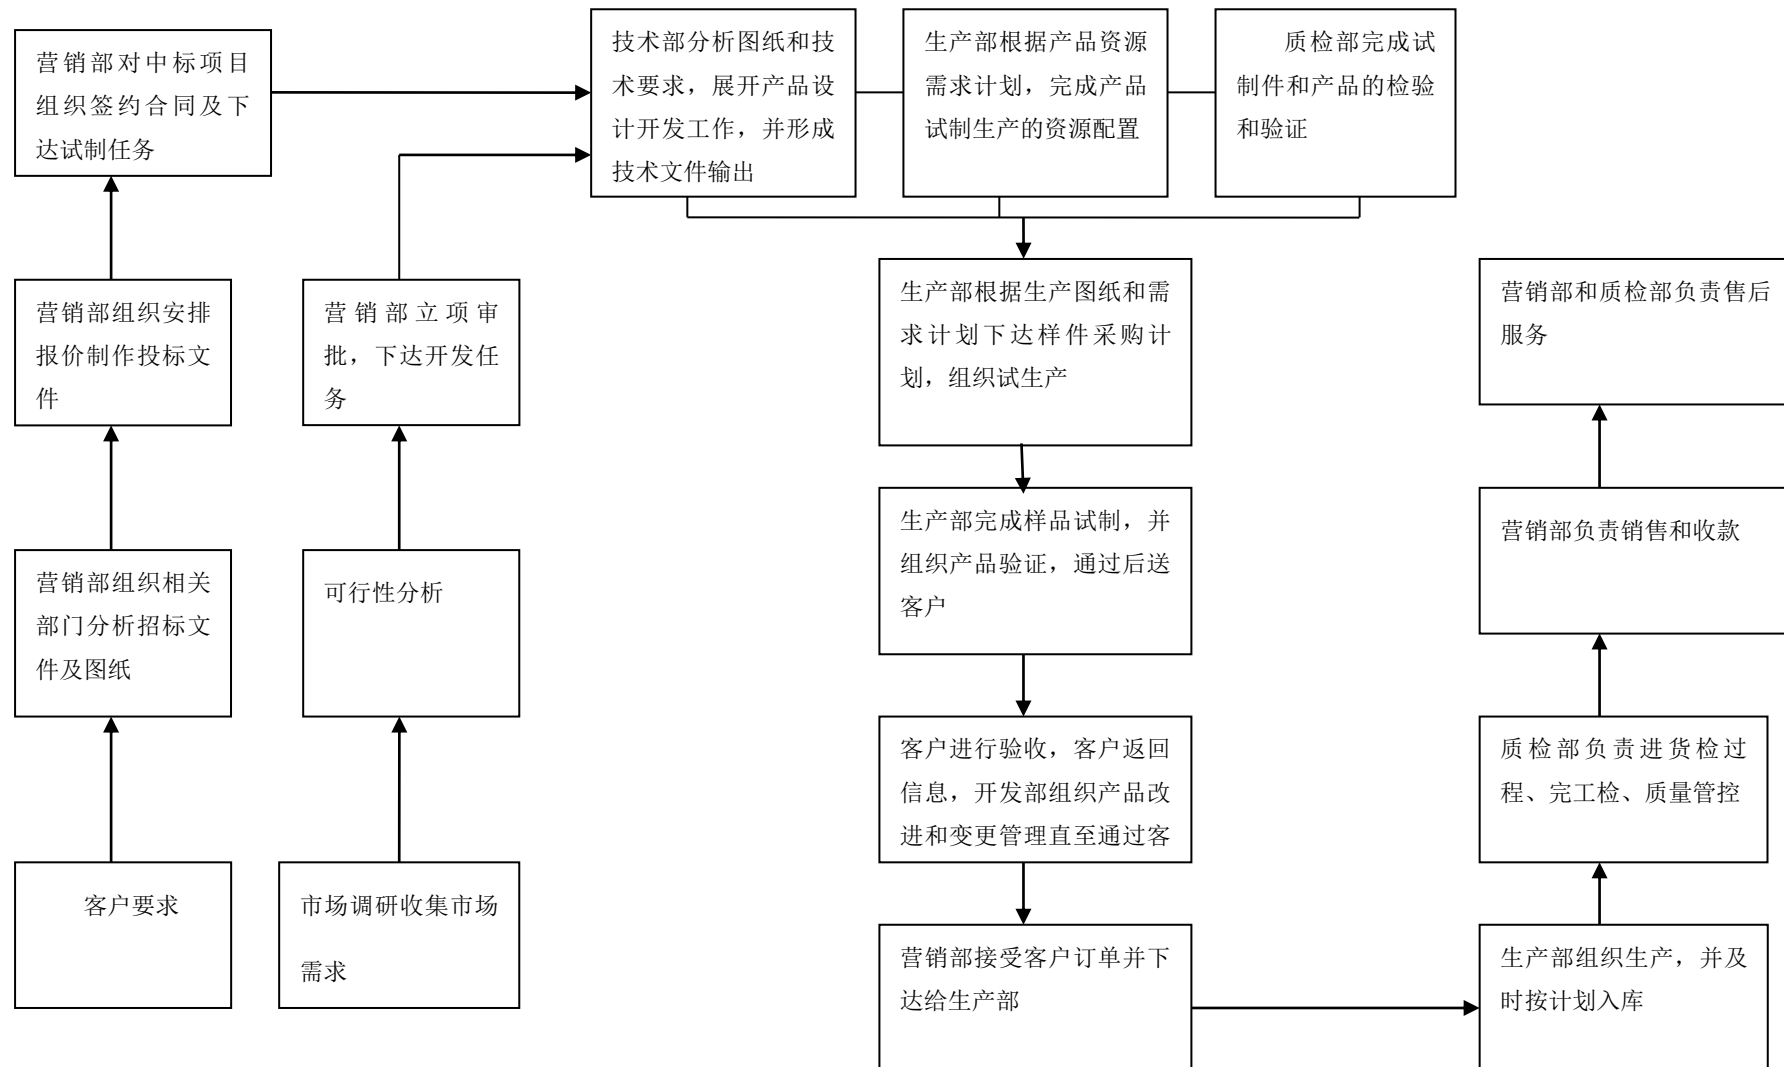 营销部对中标项目
组织签约合同及下
达试制任务
技术部分析图纸和技
术要求，展开产品设
计开发工作，并形成
技术文件输出
生产部根据产品资源
需求计划，完成产品
试制生产的资源配置
质检部完成试
制件和产品的检验
和验证
营销部组织安排
报价制作投标文
件
营销部立项审
批，下达开发任
务
生产部根据生产图纸和需
求计划下达样件采购计
划，组织试生产
营销部和质检部负责售后
服务
营销部组织相关
部门分析招标文
件及图纸
可行性分析
生产部完成样品试制，并
组织产品验证，通过后送
客户
营销部负责销售和收款
客户进行验收，客户返回
信息，开发部组织产品改
进和变更管理直至通过客
质检部负责进货检过
程、完工检、质量管控
客户要求
市场调研收集市场
需求
营销部接受客户订单并下
达给生产部
生产部组织生产，并及
时按计划入库